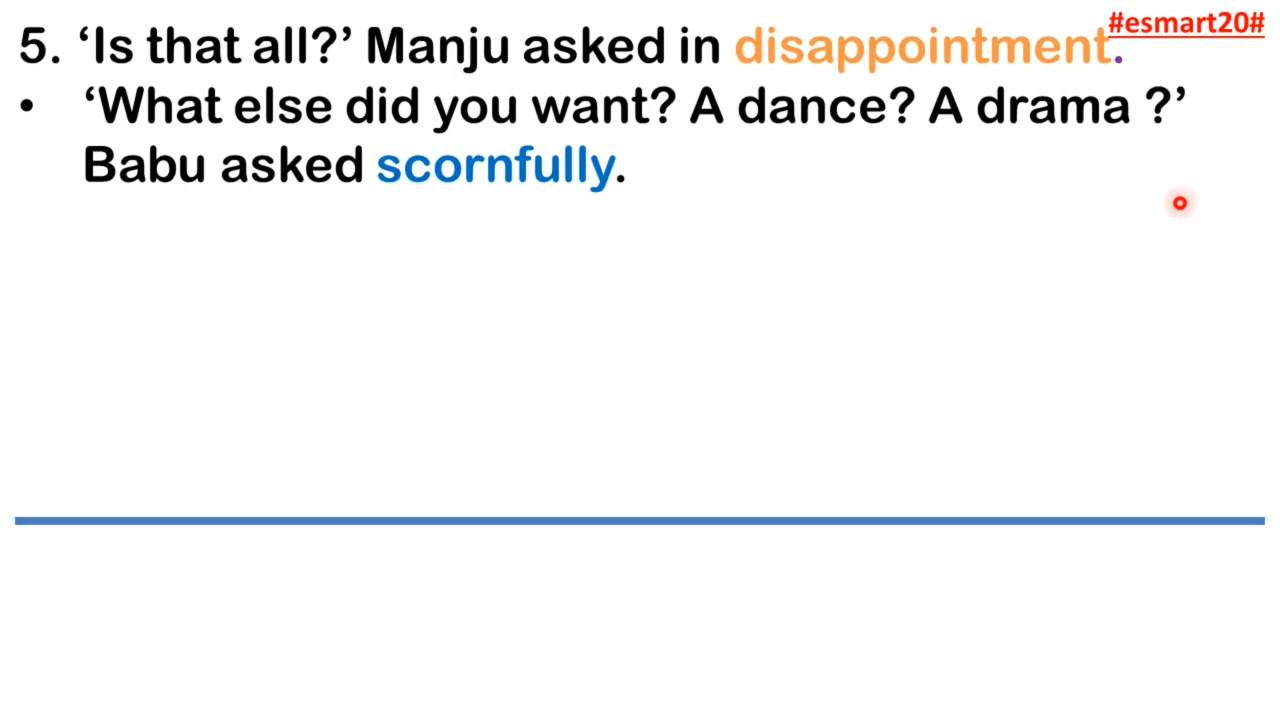 #esmart20#
5. ‘Is that all?’ Manju asked in disappointment.
• ‘What else did you want? A dance? A drama ?’
Babu asked scornfully.